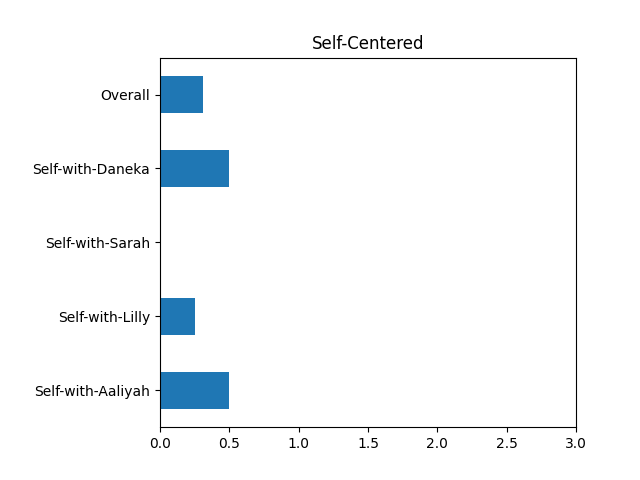 Self-Centered
Overall
Self-with-Daneka
Self-with-Sarah
Self-with-Lilly
Self-with-Aaliyah
0.0 0.5 1.0 1.5 2.0 2.5 3.0